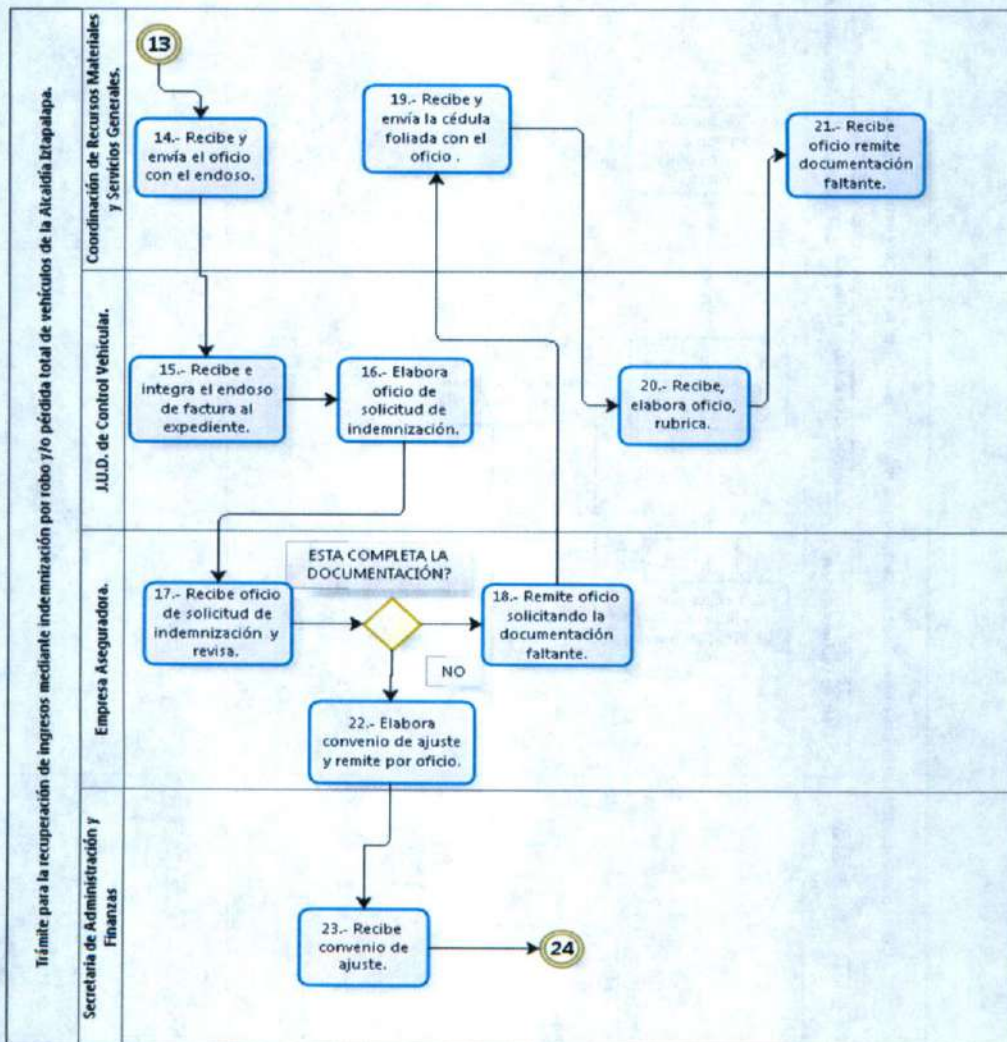 Trámite para la recuperación de ingresos mediante indemnización por robo y/o pérdida total de vehículos de la Alcaldía Iztapalapa.
Coordinación de Recursos Materiales
y Servicios Generales.
13
14.- Recibe y
envía el oficio
con el endoso.
19.- Recibe y
envía la cédula
foliada con el
oficio .
21.- Recibe
oficio remite
documentación
faltante.
J.U.D. de Control Vehicular.
15.- Recibe e
integra el endoso
de factura al
expediente.
16.- Elabora
oficio de
solicitud de
indemnización.
20.- Recibe,
elabora oficio,
rubrica.
Empresa Aseguradora.
ESTA COMPLETA LA
DOCUMENTACIÓN?
17.- Recibe oficio
de solicitud de
indemnización y
revisa.
18.- Remite oficio
solicitando la
documentación
faltante.
NO
22.- Elabora
convenio de ajuste
y remite por oficio.
Secretaria de Administración y
Finanzas
23.- Recibe
convenio de
ajuste.
24